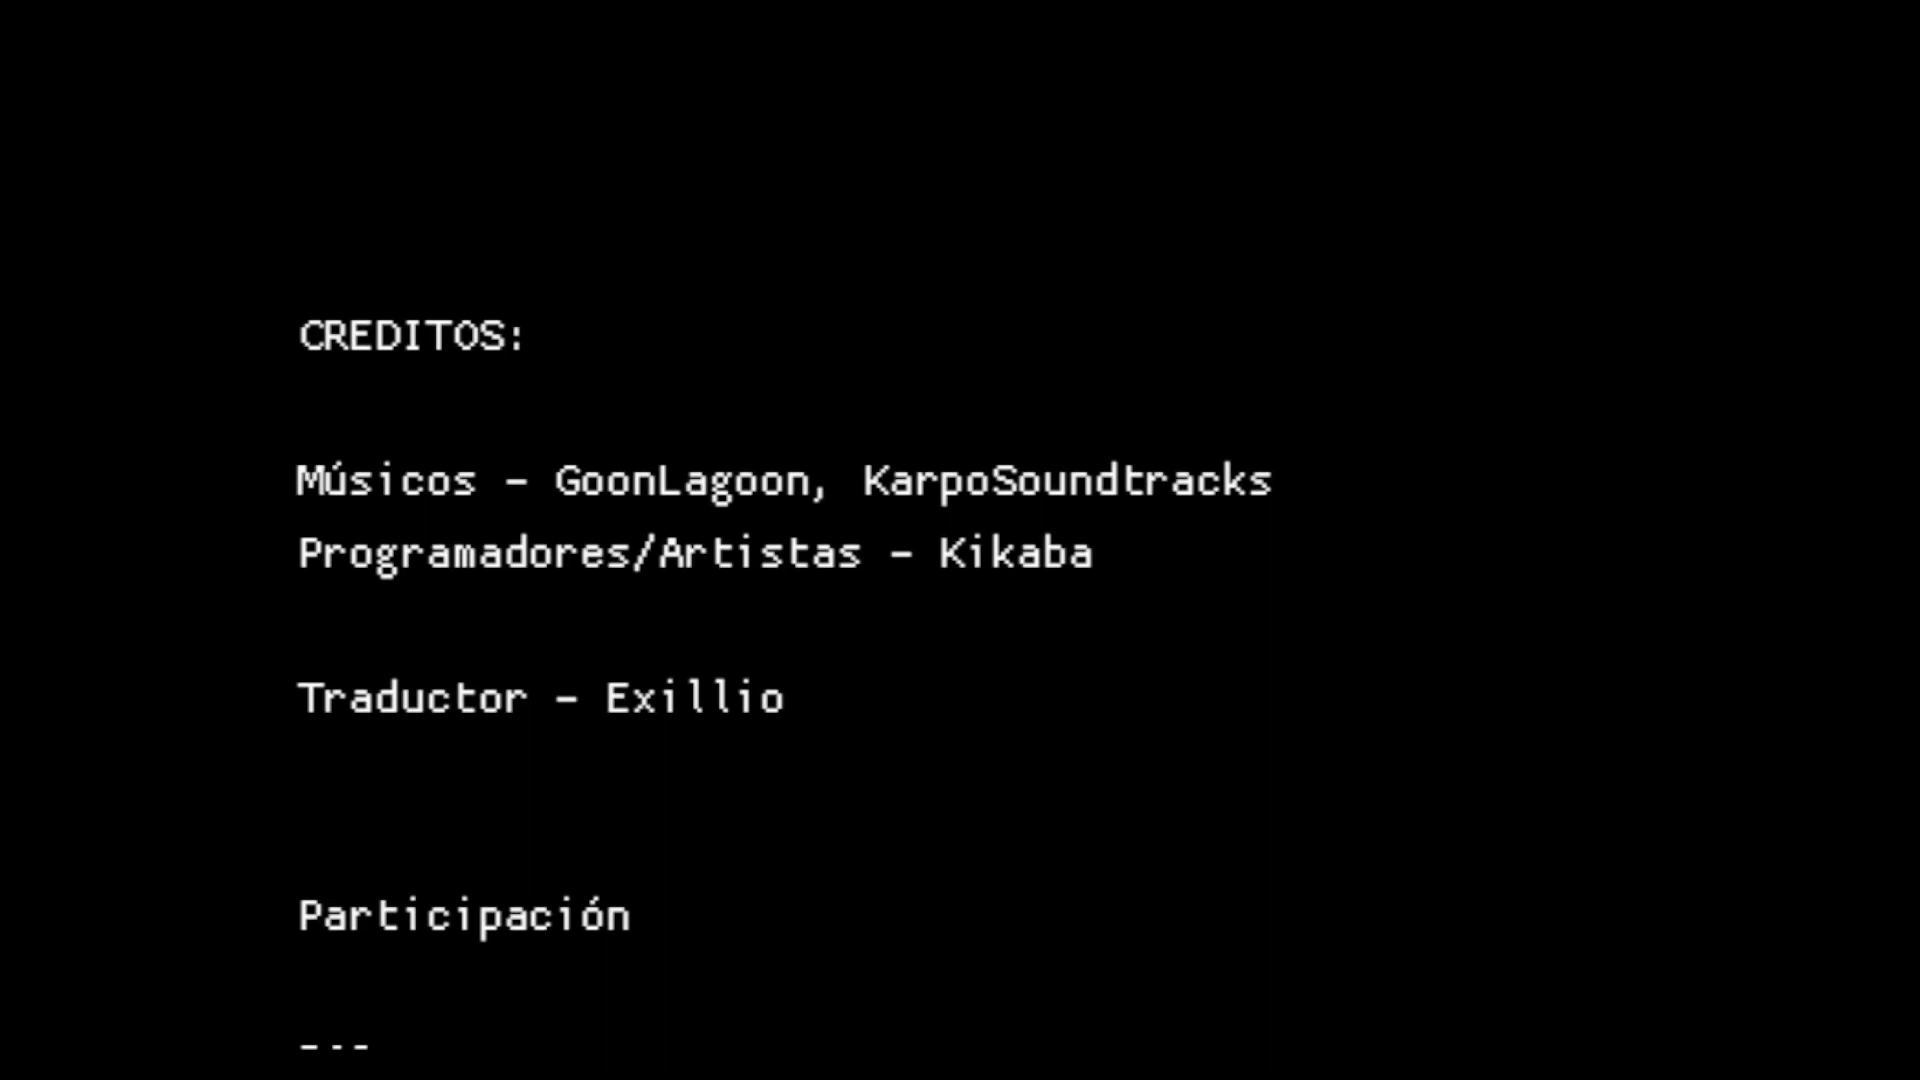 CREDITOS:
Músicos - GoonLagoon, KarpoSoundtracks
Programadores/Artistas - Kikaba
Traductor - Exillio
Participación
---